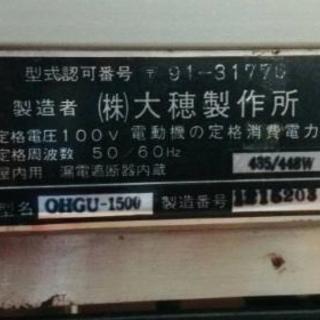 型式認可番号 〒91-31770
製造者 (株)大穂製作所
定格電圧100V 電動機の定格消費電力
定格周波数 50/60Hz 435/448W
屋内用 漏電遮断器内蔵
型名 OHGU-1500 製造番号